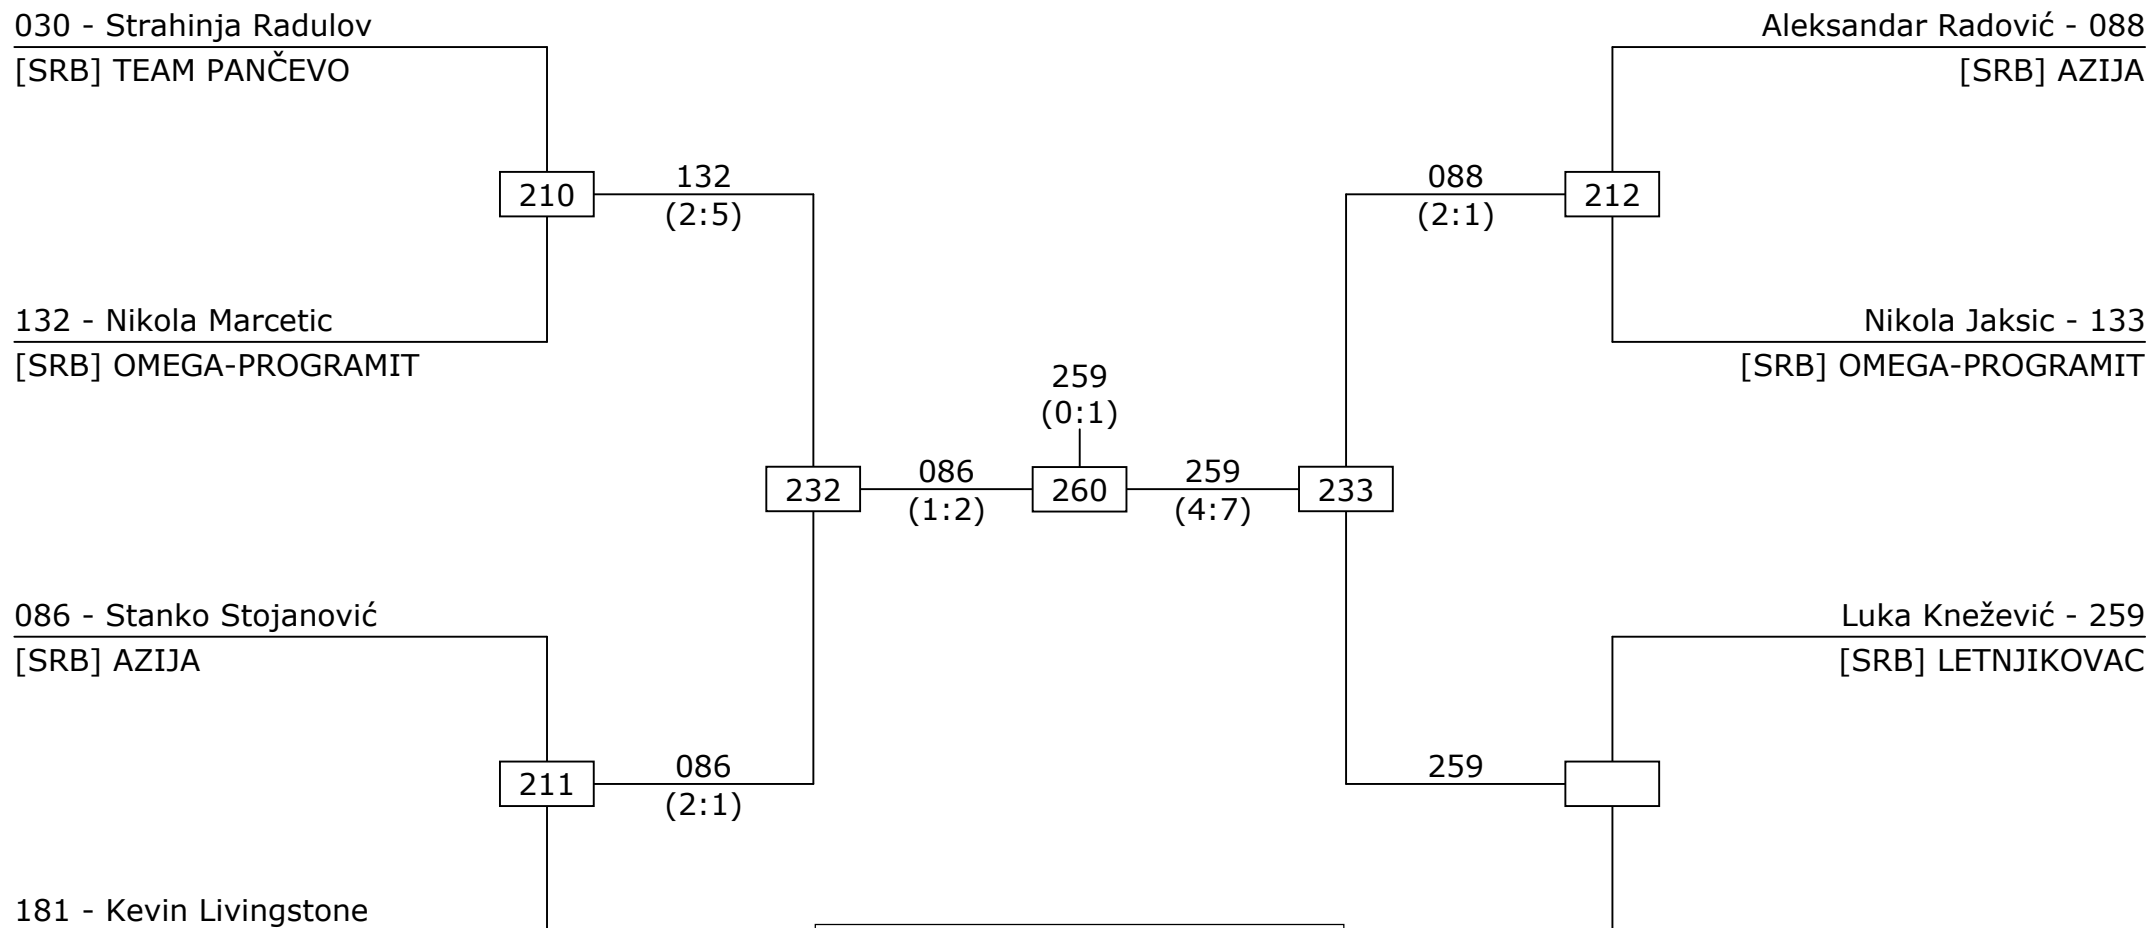 030 - Strahinja Radulov
[SRB] TEAM PANČEVO
Aleksandar Radović - 088
[SRB] AZIJA
210
132
(2:5)
088
(2:1)
212
132 - Nikola Marcetic
[SRB] OMEGA-PROGRAMIT
Nikola Jaksic - 133
[SRB] OMEGA-PROGRAMIT
259
(0:1)
232
086
(1:2)
260
259
(4:7)
233
086 - Stanko Stojanović
[SRB] AZIJA
Luka Knežević - 259
[SRB] LETNJIKOVAC
211
086
(2:1)
259
181 - Kevin Livingstone